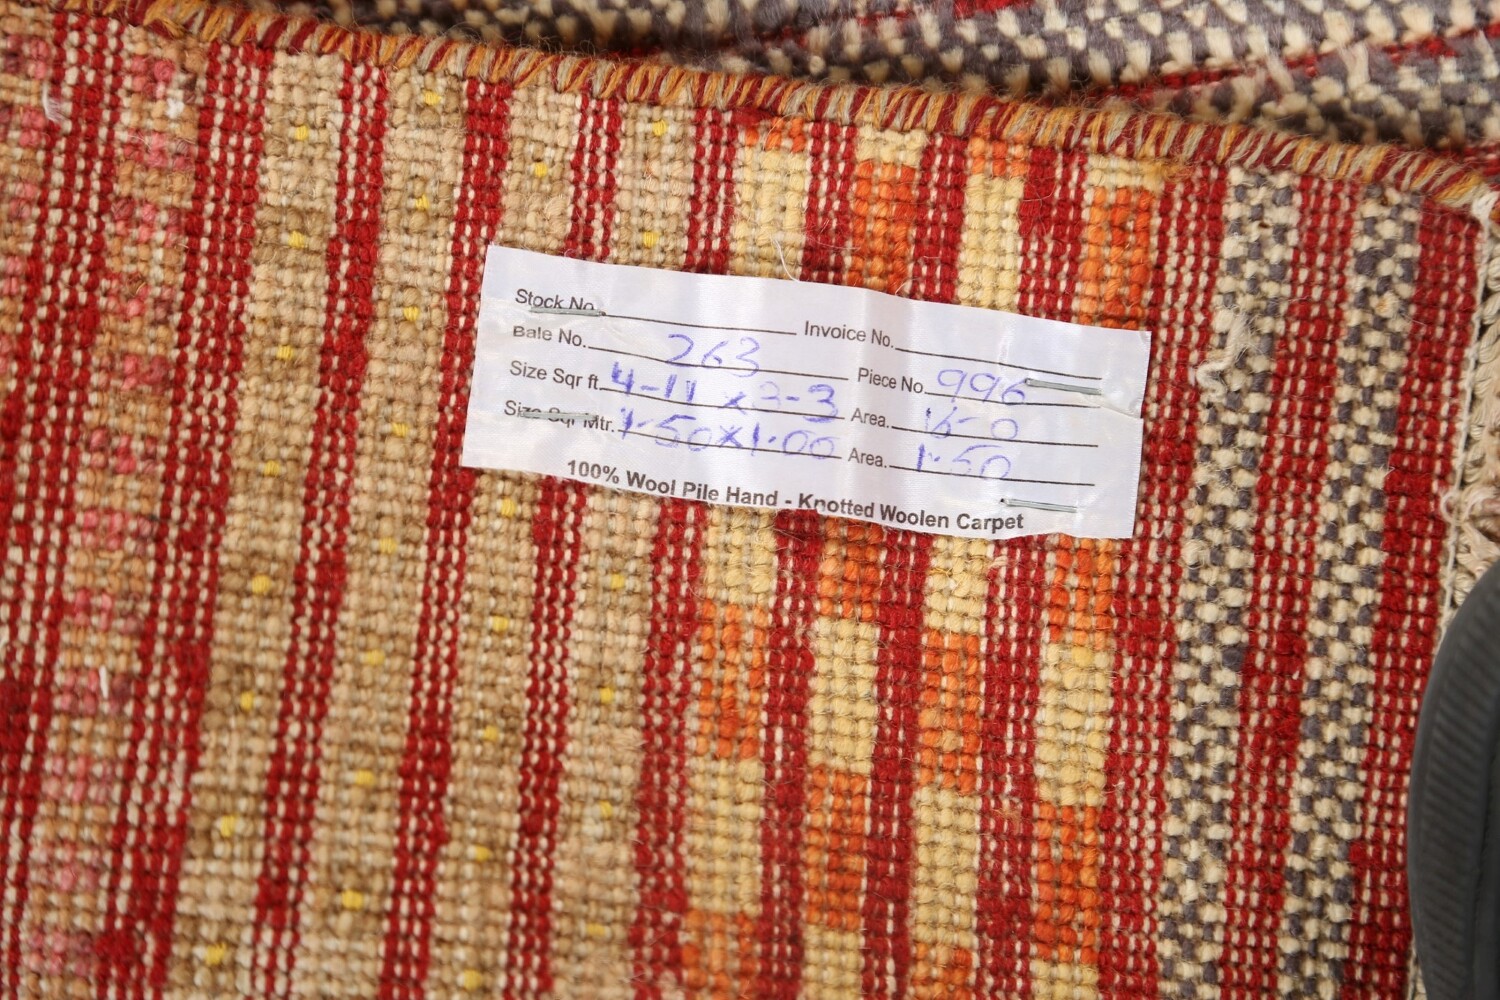 Stock No. Invoice No.
Bale No. 263 Piece No. 996
Size Sqr ft. 4-11 x 3-3 Area. 16-0
Size Sqr Mtr. 1.50x1.00 Area. 1.50
100% Wool Pile Hand - Knotted Woolen Carpet